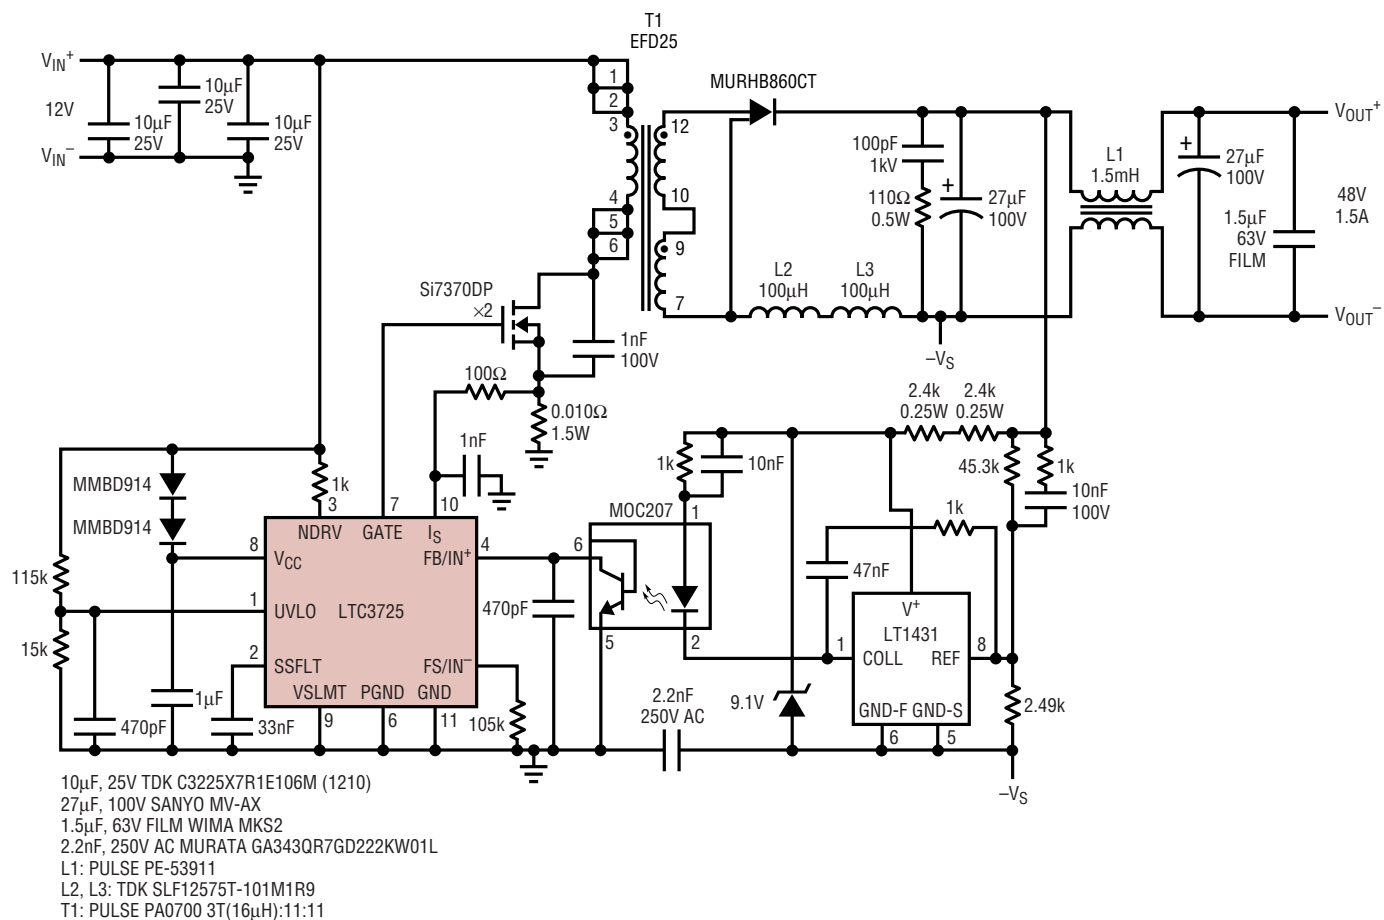 T1
EFD25
VIN+
12V
VIN−
10µF
25V
10µF
25V
10µF
25V
1
2
3
4
5
6
12
10
9
7
MURHB860CT
100pF
1kV
110Ω
0.5W
+
27µF
100V
L2
100µH
L3
100µH
−VS
L1
1.5mH
+
27µF
100V
1.5µF
63V
FILM
VOUT+
48V
1.5A
VOUT−
Si7370DP
×2
1nF
100V
100Ω
0.010Ω
1.5W
1nF
1k
MMBD914
MMBD914
115k
15k
470pF
1µF
33nF
3
7
10
NDRV
GATE
IS
8
VCC
FB/IN+
4
1
UVLO
LTC3725
2
SSFLT
FS/IN−
VSLMT
PGND
GND
9
6
11
105k
470pF
MOC207
6
5
1
2
1k
10nF
2.2nF
250V AC
9.1V
2.4k
0.25W
2.4k
0.25W
45.3k
1k
10nF
100V
1k
47nF
V+
LT1431
1
COLL
REF
8
GND-F
GND-S
6
5
2.49k
−VS
10µF, 25V TDK C3225X7R1E106M (1210)
27µF, 100V SANYO MV-AX
1.5µF, 63V FILM WIMA MKS2
2.2nF, 250V AC MURATA GA343QR7GD222KW01L
L1: PULSE PE-53911
L2, L3: TDK SLF12575T-101M1R9
T1: PULSE PA0700 3T(16µH):11:11